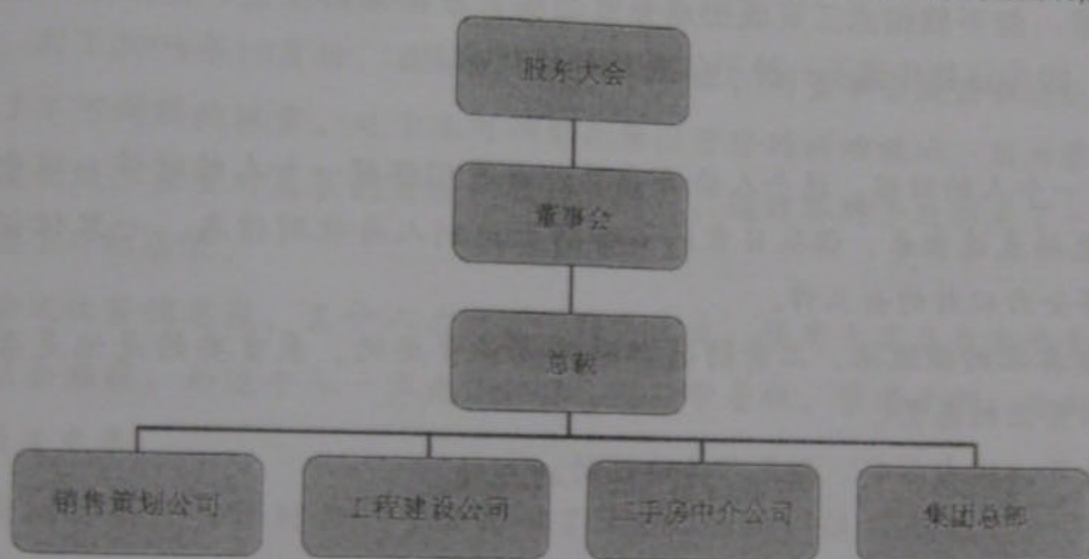 股东大会
董事会
总裁
销售策划公司
工程建设公司
二手房中介公司
集团总部